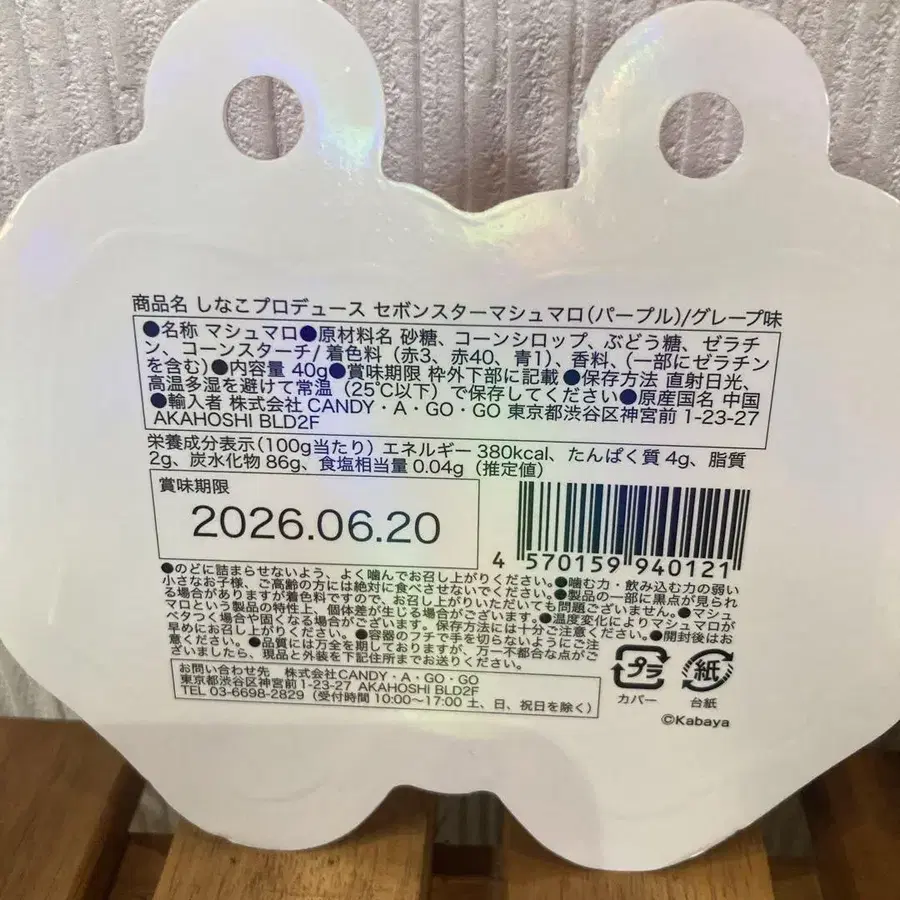 商品名 しなこプロデュース セボンスターマシュマロ(パープル)/グレープ味
●名称 マシュマロ●原材料名 砂糖、コーンシロップ、ぶどう糖、ゼラチ
ン、コーンスターチ/ 着色料（赤3、赤40、青1）、香料、（一部にゼラチン
を含む）●内容量 40g●賞味期限 枠外下部に記載 ●保存方法 直射日光、
高温多湿を避けて常温（25℃以下）で保存してください●原産国名 中国
●輸入者 株式会社 CANDY・A・GO・GO 東京都渋谷区神宮前 1-23-27
AKAHOSHI BLD2F
栄養成分表示（100g当たり）エネルギー 380kcal、たんぱく質 4g、脂質
2g、炭水化物 86g、食塩相当量 0.04g（推定値）
賞味期限
2026.06.20
4 570159 940121
●のどに詰まらせないよう、よく噛んでお召し上がりください。●噛む力・飲み込む力の弱い
小さなお子様、ご高齢の方には絶対に食べさせないでください。●製品の一部に黒点が見られ
る場合がありますが着色料ですので、お召し上がりいただいても問題ございません。●マシュ
マロという製品の特性上、個体差が生じる場合がございます。●温度変化によりマシュマロが
ベタつく場合や固くなる場合がございます。保存方法には十分ご注意ください。●開封後はお
早めにお召し上がりください。●容器のフチで手を切らないようにご注
意ください。●品質には万全を期しておりますが、万一不都合な点がご
ざいましたら、現品と外装を下記住所までお送りください。
お問い合わせ先 株式会社CANDY・A・GO・GO
東京都渋谷区神宮前1-23-27 AKAHOSHI BLD2F
TEL 03-6698-2829（受付時間 10:00〜17:00 土、日、祝日を除く）
プラ 紙
カバー 台紙
©Kabaya